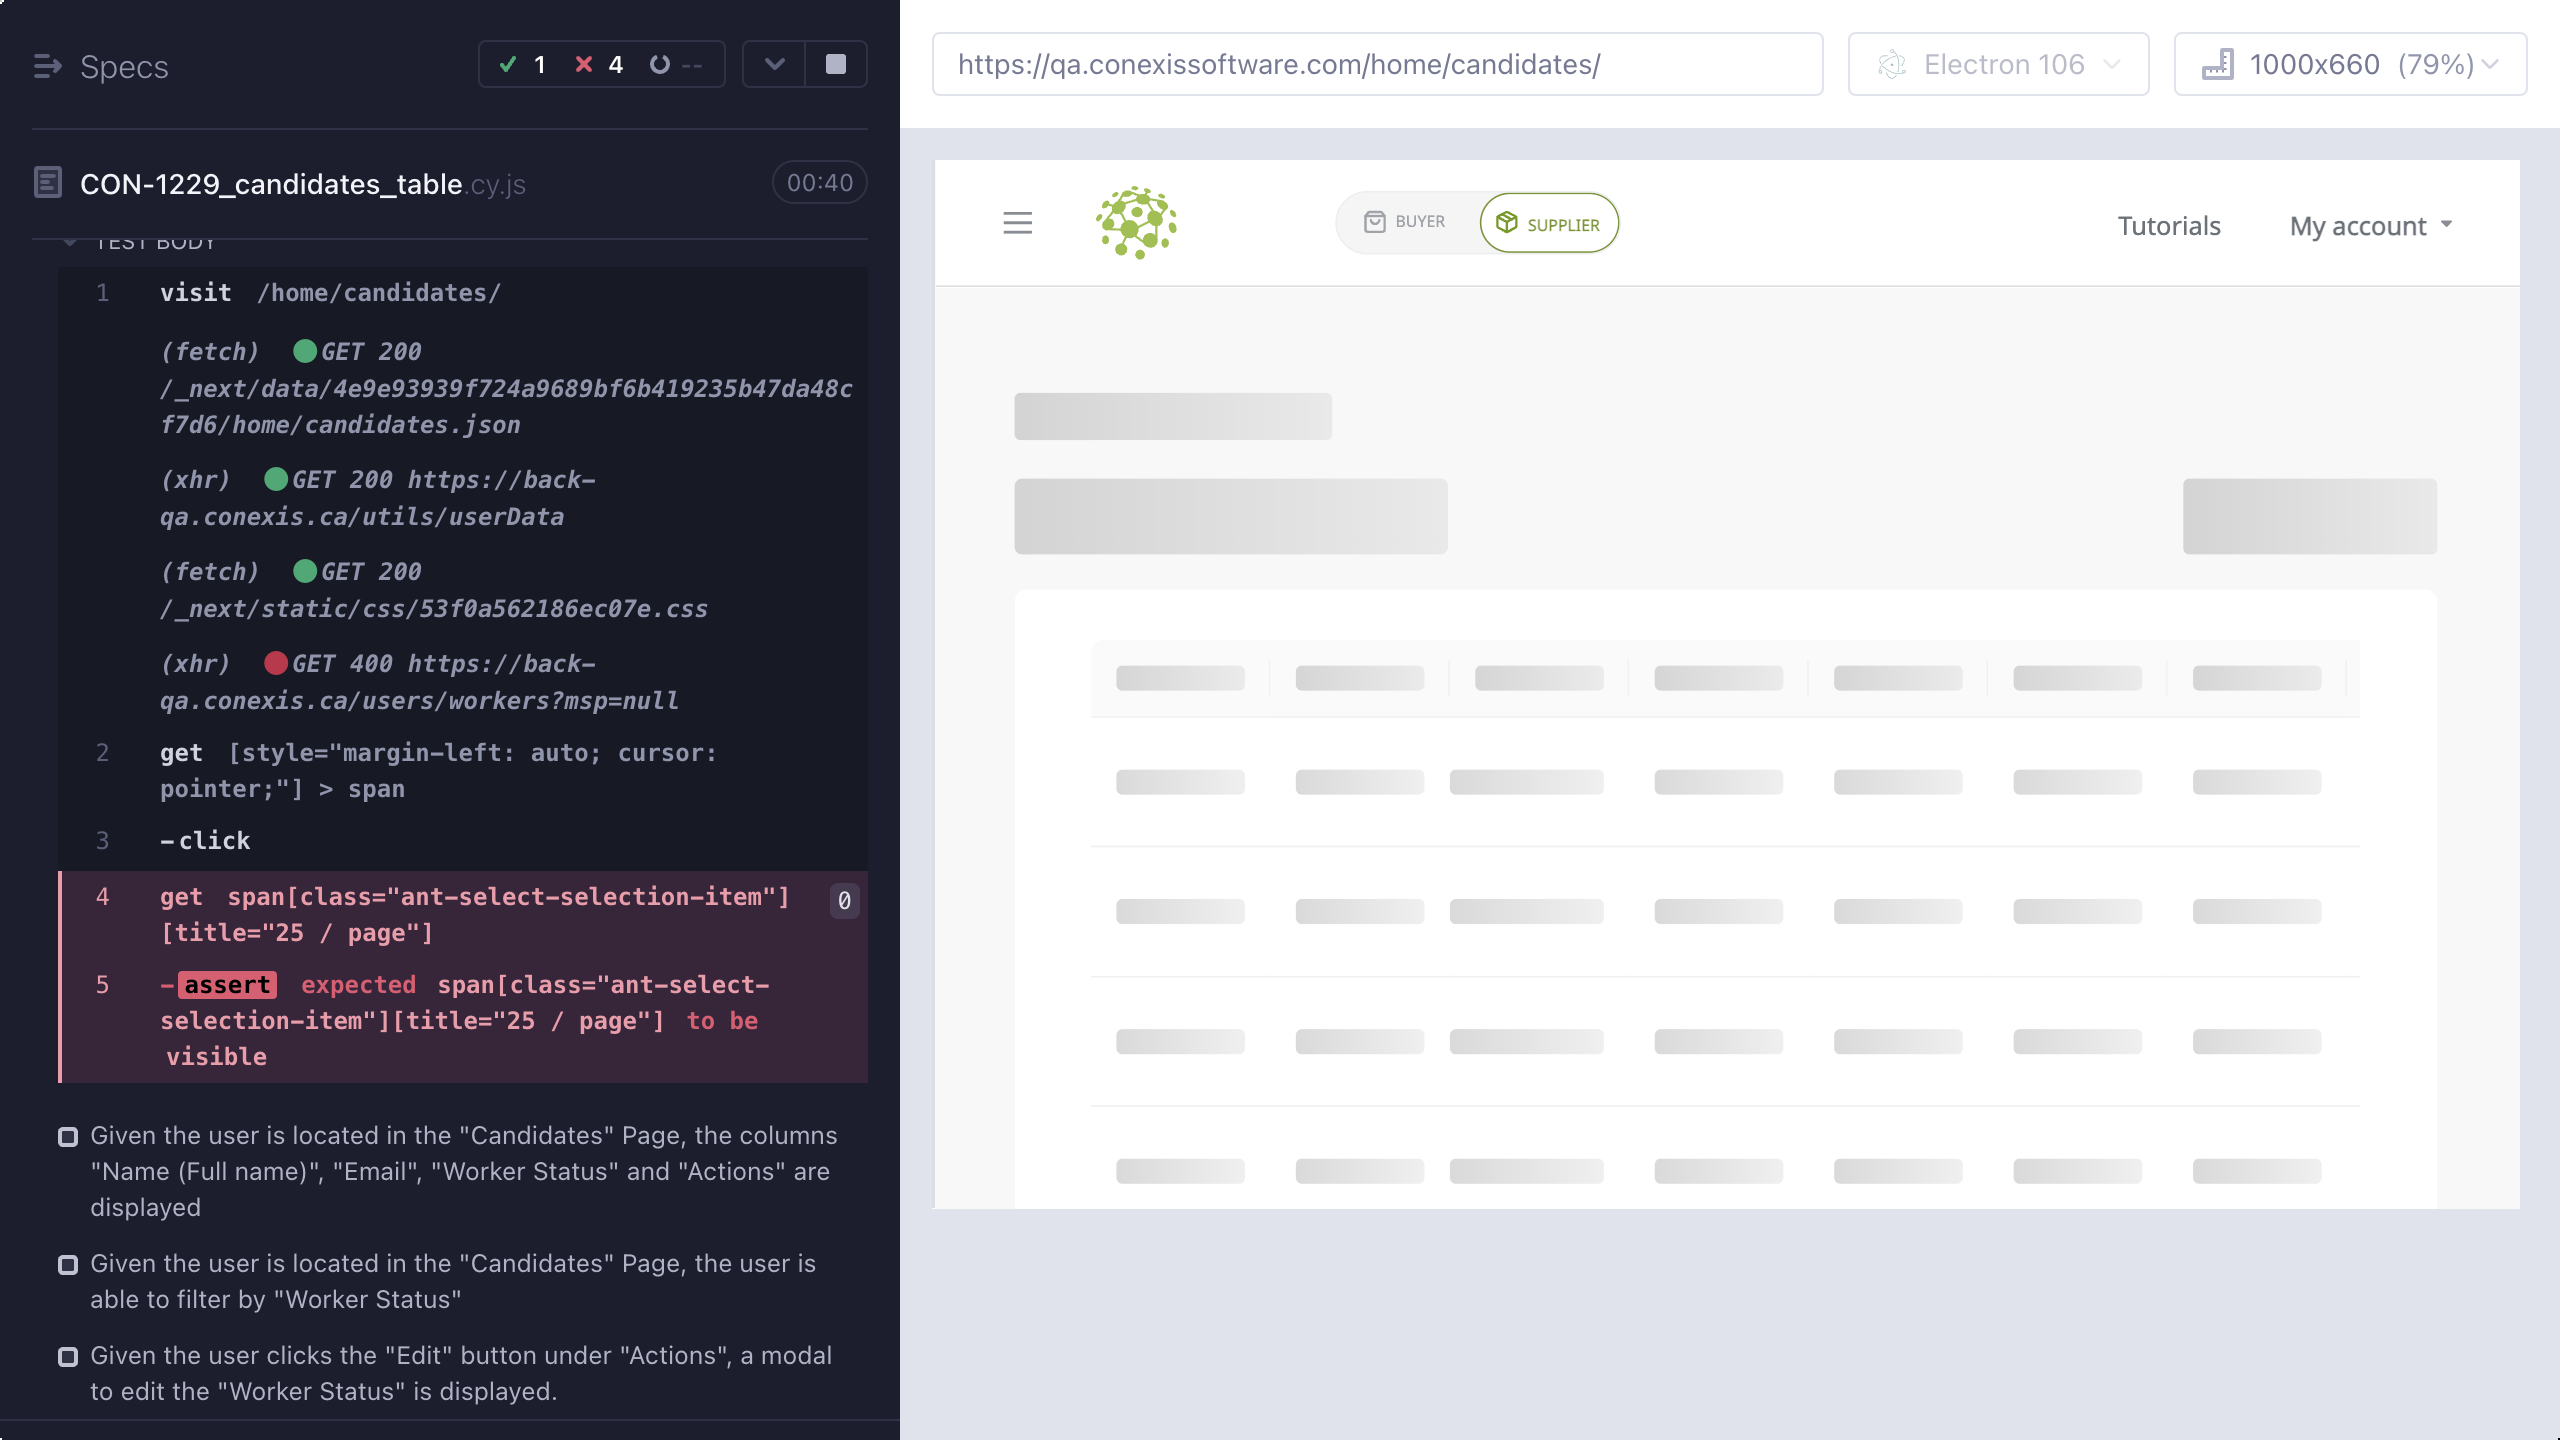 Specs
1
4
--
CON-1229_candidates_table.cy.js
00:40
TEST BODY
1 visit /home/candidates/
(fetch) GET 200
/_next/data/4e9e93939f724a9689bf6b419235b47da48c
f7d6/home/candidates.json
(xhr) GET 200 https://back-
qa.conexis.ca/utils/userData
(fetch) GET 200
/_next/static/css/53f0a562186ec07e.css
(xhr) GET 400 https://back-
qa.conexis.ca/users/workers?msp=null
2 get [style="margin-left: auto; cursor:
pointer;"] > span
3 -click
4 get span[class="ant-select-selection-item"] 0
[title="25 / page"]
5 -assert expected span[class="ant-select-
selection-item"][title="25 / page"] to be
visible
Given the user is located in the "Candidates" Page, the columns
"Name (Full name)", "Email", "Worker Status" and "Actions" are
displayed
Given the user is located in the "Candidates" Page, the user is
able to filter by "Worker Status"
Given the user clicks the "Edit" button under "Actions", a modal
to edit the "Worker Status" is displayed.
https://qa.conexissoftware.com/home/candidates/
Electron 106
1000x660 (79%)
BUYER
SUPPLIER
Tutorials
My account